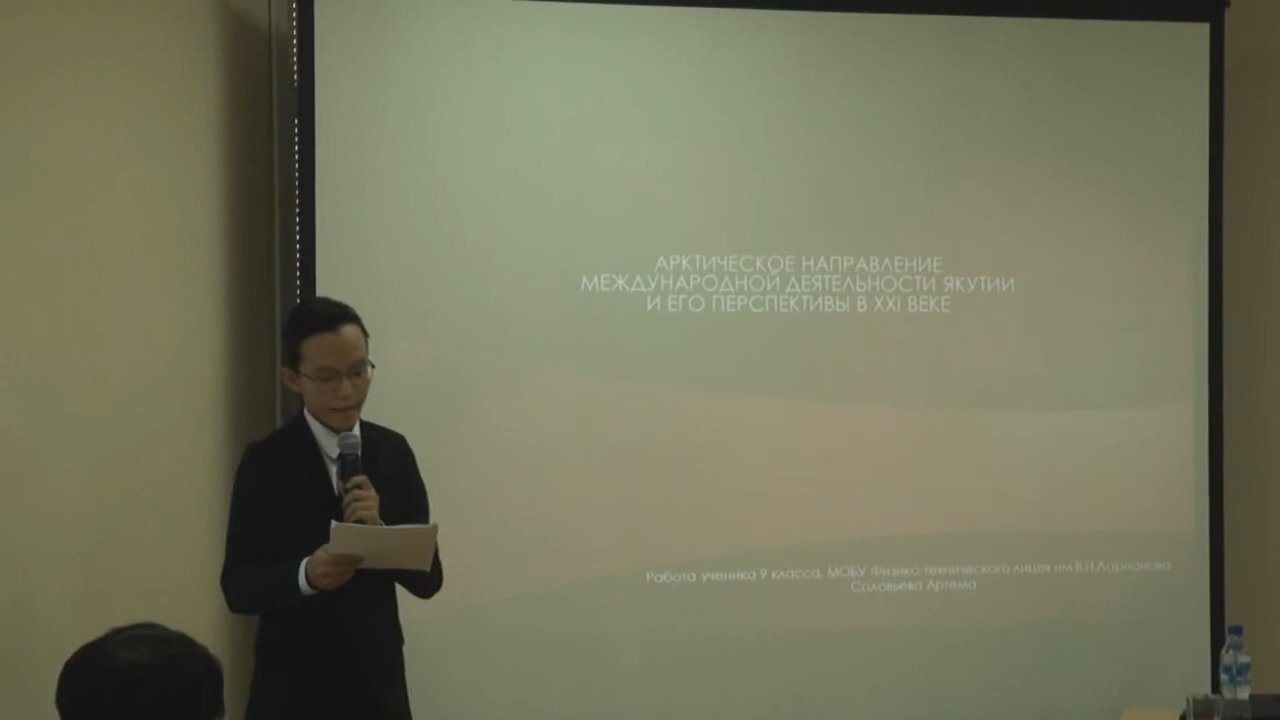 АРКТИЧЕСКОЕ НАПРАВЛЕНИЕ
МЕЖДУНАРОДНОЙ ДЕЯТЕЛЬНОСТИ ЯКУТИИ
И ЕГО ПЕРСПЕКТИВЫ В XXI ВЕКЕ
Работа ученика 9 класса, МОБУ Физико-технического лицея им.В.П.Ларионова
Соловьева Артема